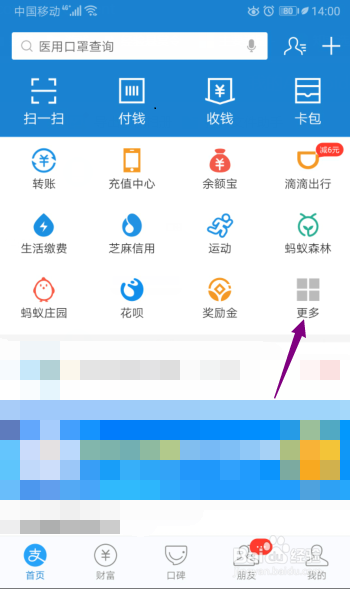 中国移动 4G 80 14:00
医用口罩查询
扫一扫 付钱 收钱 卡包
减6元
转账 充值中心 余额宝 滴滴出行
生活缴费 芝麻信用 运动 蚂蚁森林
蚂蚁庄园 花呗 奖励金 更多
首页 财富 口碑 朋友 我的